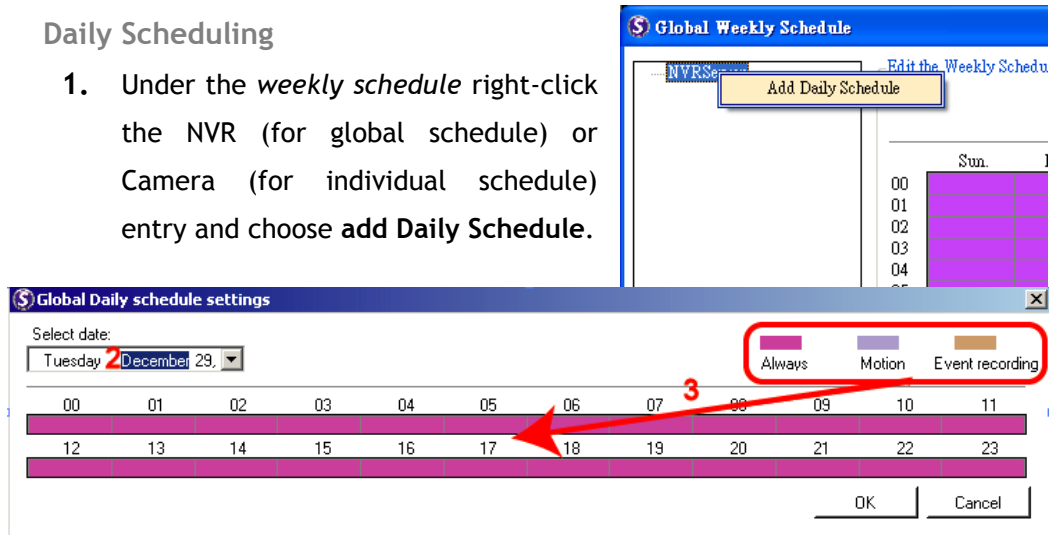 Daily Scheduling
1. Under the weekly schedule right-click
the NVR (for global schedule) or
Camera (for individual schedule)
entry and choose add Daily Schedule.
Global Weekly Schedule
Edit the Weekly Schedu
Add Daily Schedule
Sun.
00
01
02
03
04
Global Daily schedule settings
Select date:
Tuesday 2 December 29,
Always Motion Event recording
3
00 01 02 03 04 05 06 07 08 09 10 11
12 13 14 15 16 17 18 19 20 21 22 23
OK Cancel